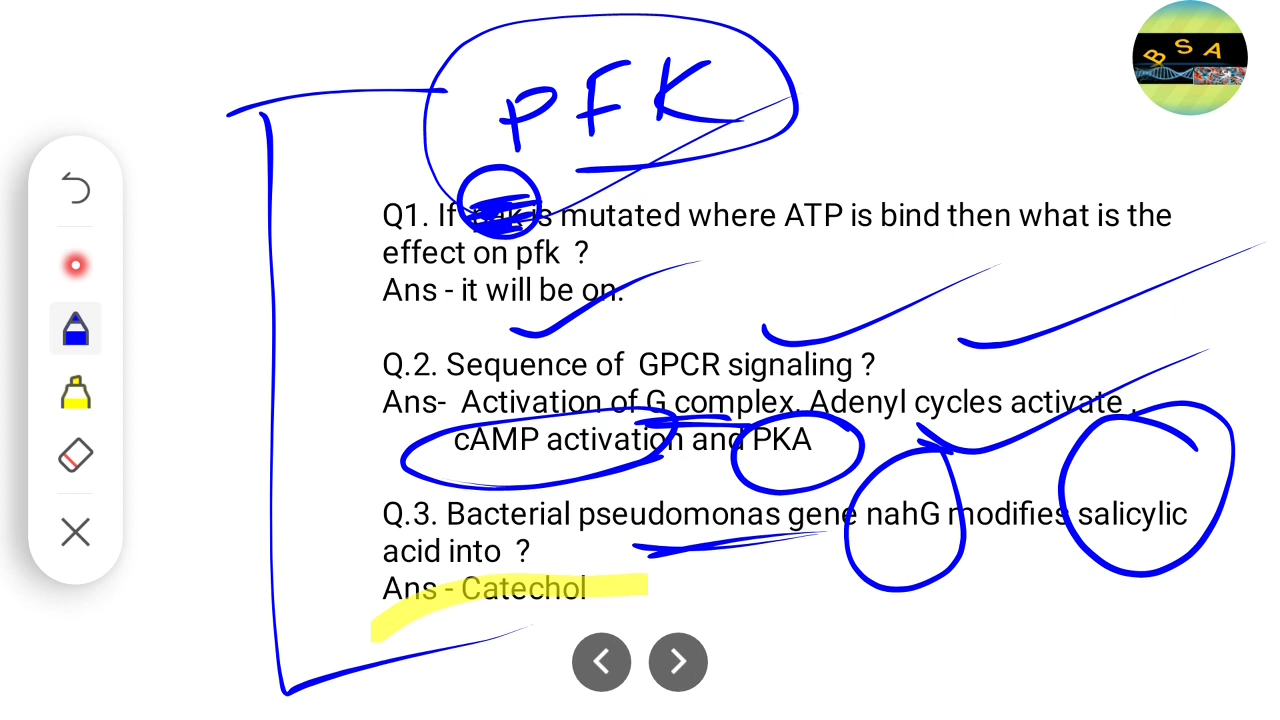 BSA
pFK
Q1. If is mutated where ATP is bind then what is the
effect on pfk ?
Ans - it will be on.
Q.2. Sequence of GPCR signaling ?
Ans- Activation of G complex, Adenyl cycles activate ,
cAMP activation and PKA
Q.3. Bacterial pseudomonas gene nahG modifies salicylic
acid into ?
Ans - Catechol